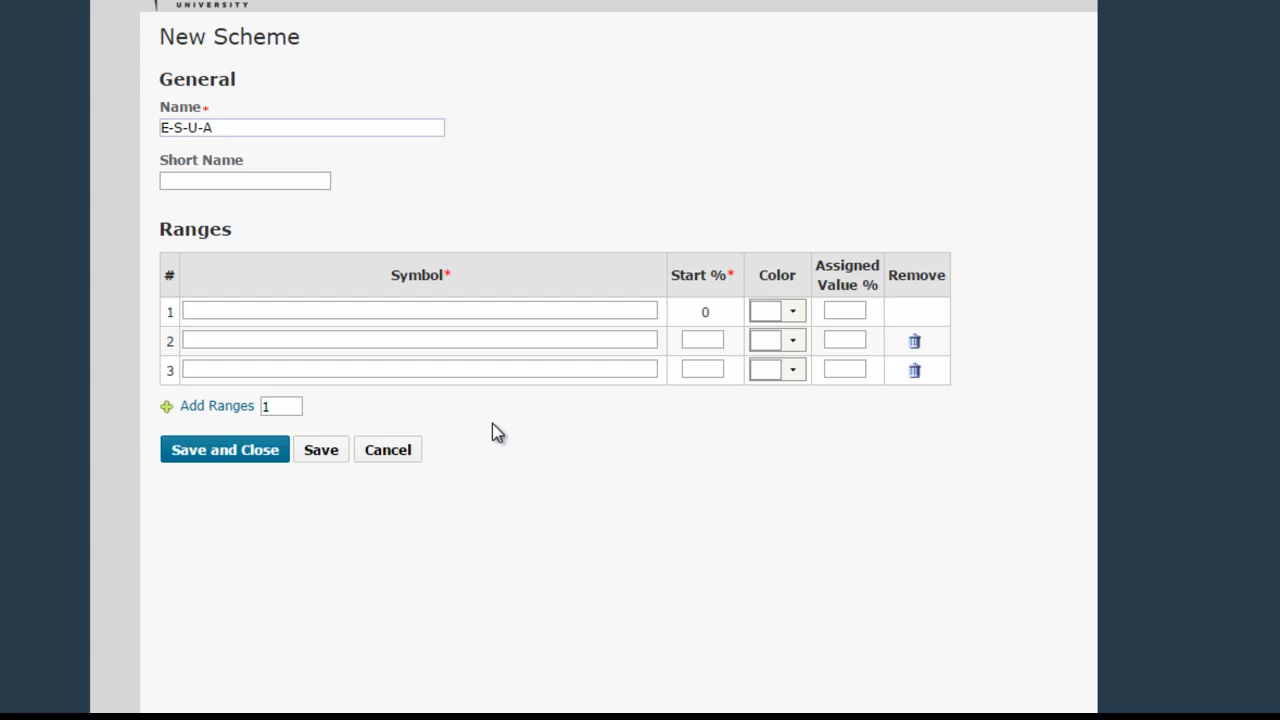 UNIVERSITY
New Scheme
General
Name*
E-S-U-A
Short Name
Ranges
# Symbol* Start %* Color Assigned Value % Remove
1 0
2
3
Add Ranges 1
Save and Close Save Cancel